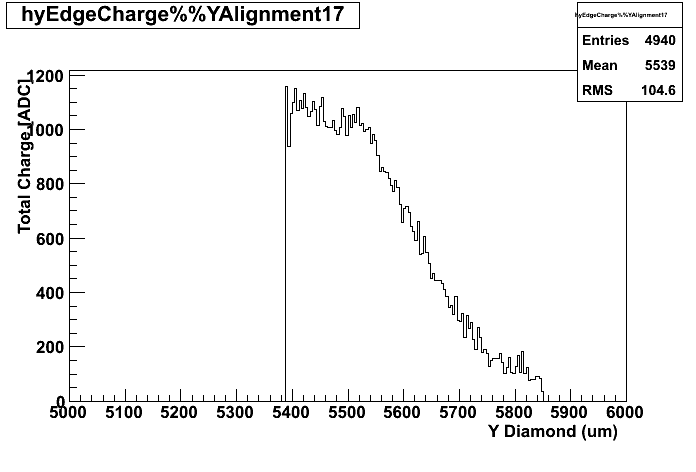 hyEdgeCharge%%YAlignment17
hyEdgeCharge%%YAlignment17
Entries 4940
Mean 5539
RMS 104.6
Total Charge [ADC]
1200
1000
800
600
400
200
0
5000 5100 5200 5300 5400 5500 5600 5700 5800 5900 6000
Y Diamond (um)